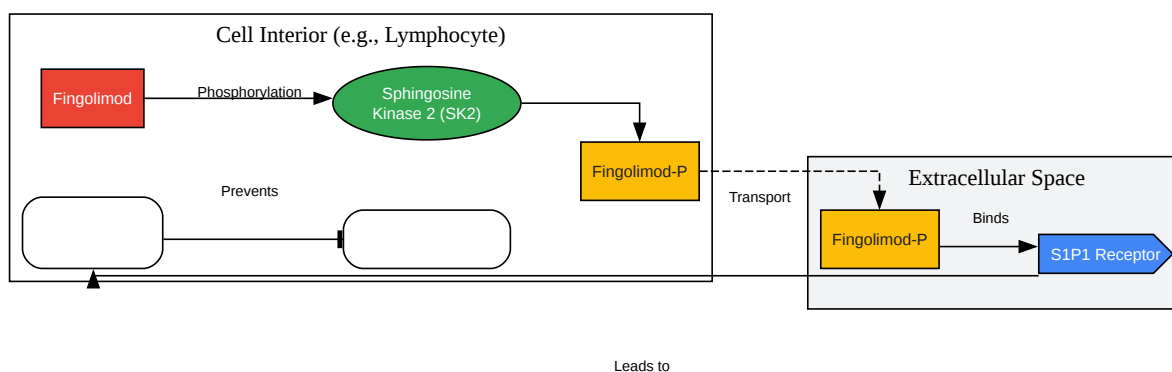 Cell Interior (e.g., Lymphocyte)
Fingolimod
Phosphorylation
Sphingosine
Kinase 2 (SK2)
Fingolimod-P
Transport
Extracellular Space
Fingolimod-P
Binds
S1P1 Receptor
Prevents
Leads to